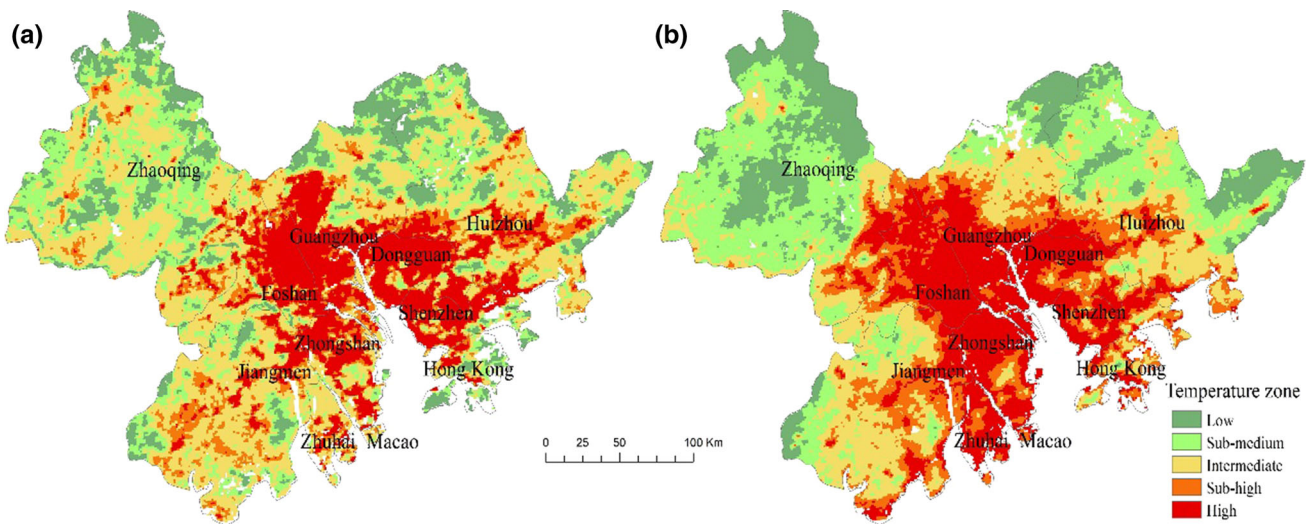 (a)
Zhaoqing
Huizhou
Guangzhou
Dongguan
Foshan
Shenzhen
Zhongshan
Hong Kong
Jiangmen
Zhuhai Macao
0 25 50 100 Km
(b)
Zhaoqing
Huizhou
Guangzhou
Dongguan
Foshan
Shenzhen
Zhongshan
Hong Kong
Jiangmen
Zhuhai Macao
Temperature zone
Low
Sub-medium
Intermediate
Sub-high
High